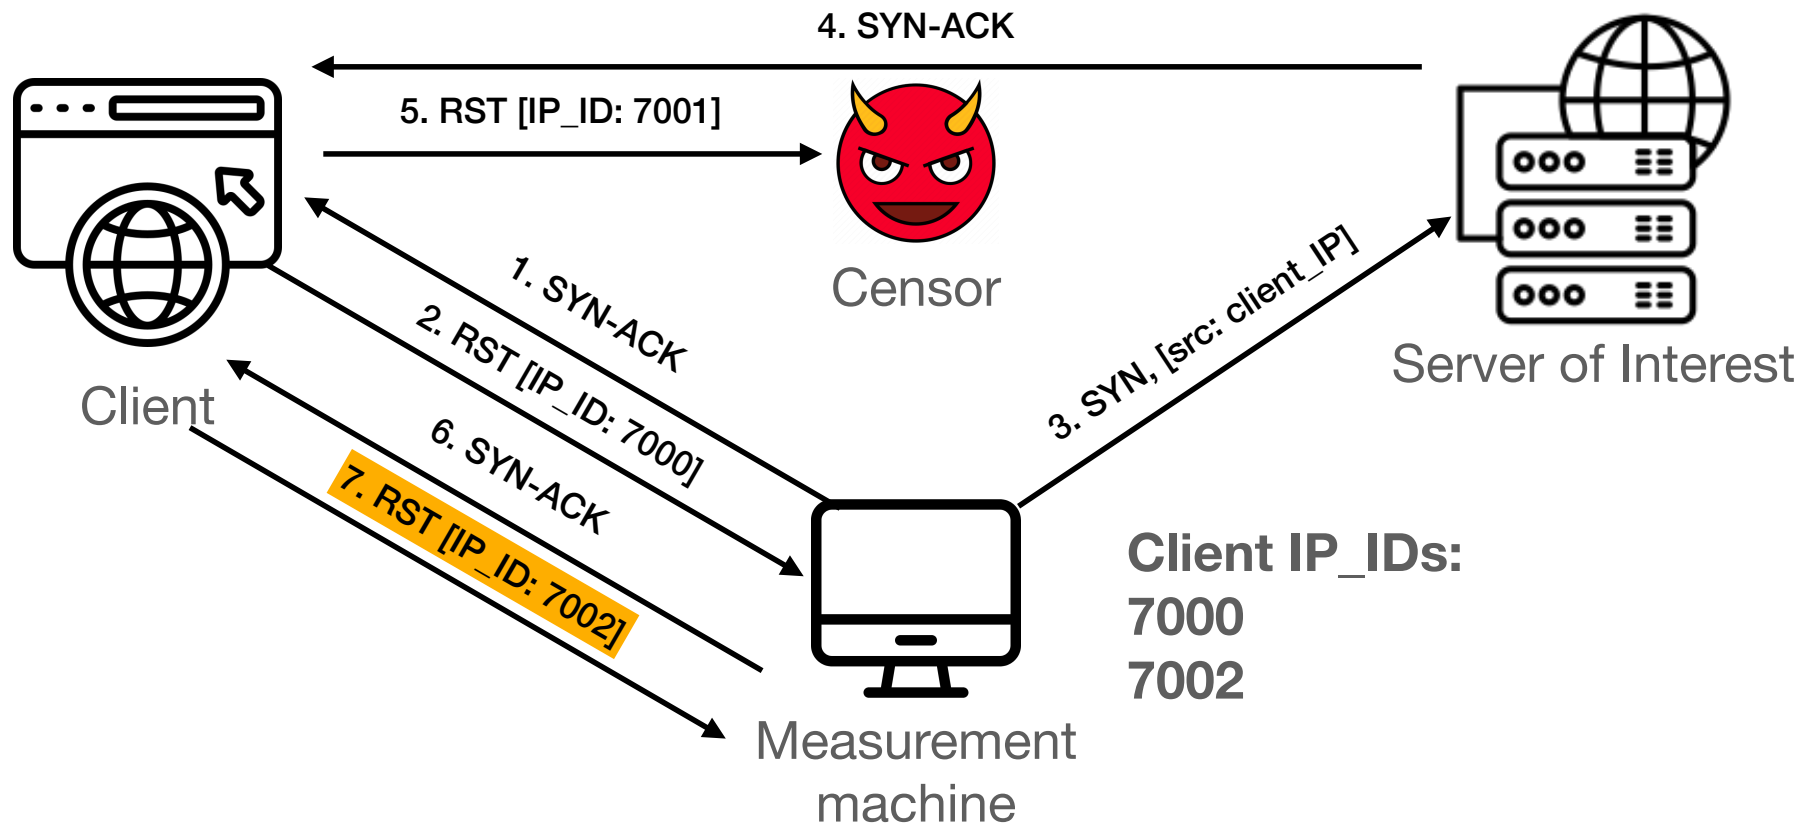 4. SYN-ACK
5. RST [IP_ID: 7001]
Censor
1. SYN-ACK
2. RST [IP_ID: 7000]
3. SYN, [src: client_IP]
Server of Interest
Client
6. SYN-ACK
7. RST [IP_ID: 7002]
Client IP_IDs:
7000
7002
Measurement
machine